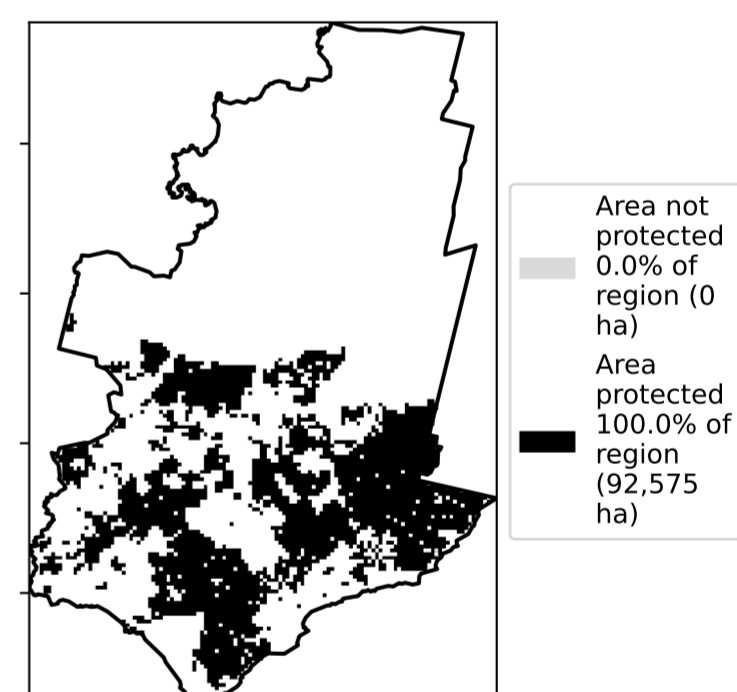 Area not
protected
0.0% of
region (0
ha)
Area
protected
100.0% of
region
(92,575
ha)